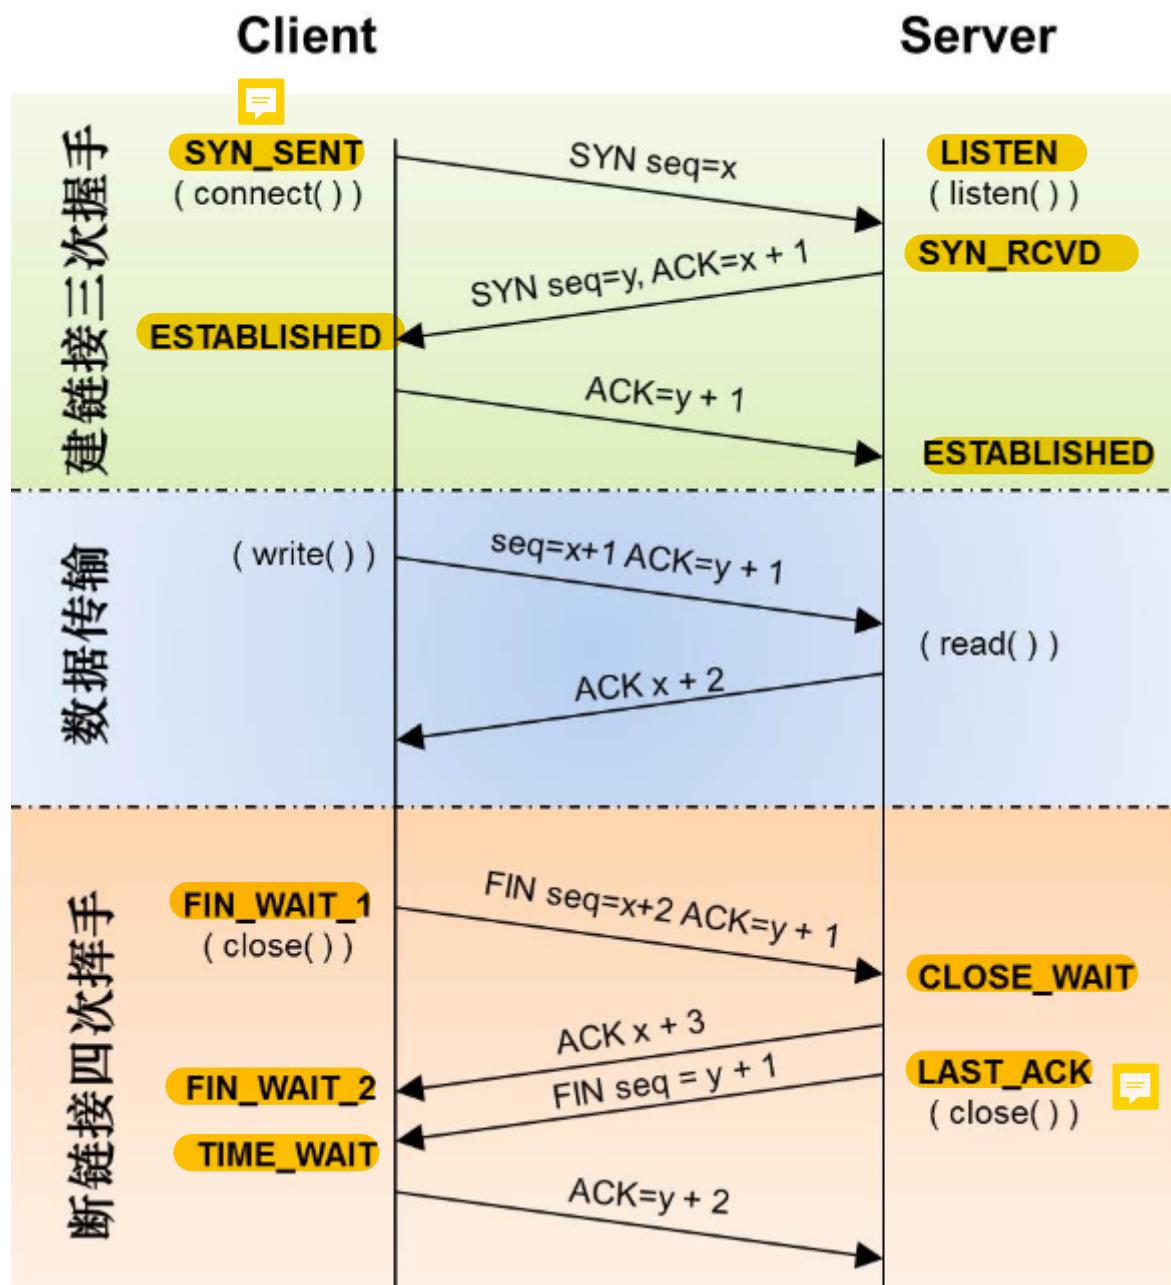 Client
Server
建链接三次握手
SYN_SENT
( connect( ) )
SYN seq=x
LISTEN
( listen( ) )
SYN_RCVD
SYN seq=y, ACK=x + 1
ESTABLISHED
ACK=y + 1
ESTABLISHED
数据传输
( write( ) )
seq=x+1 ACK=y + 1
( read( ) )
ACK x + 2
断链接四次挥手
FIN_WAIT_1
( close( ) )
FIN seq=x+2 ACK=y + 1
CLOSE_WAIT
ACK x + 3
FIN_WAIT_2
FIN seq = y + 1
LAST_ACK
( close( ) )
TIME_WAIT
ACK=y + 2